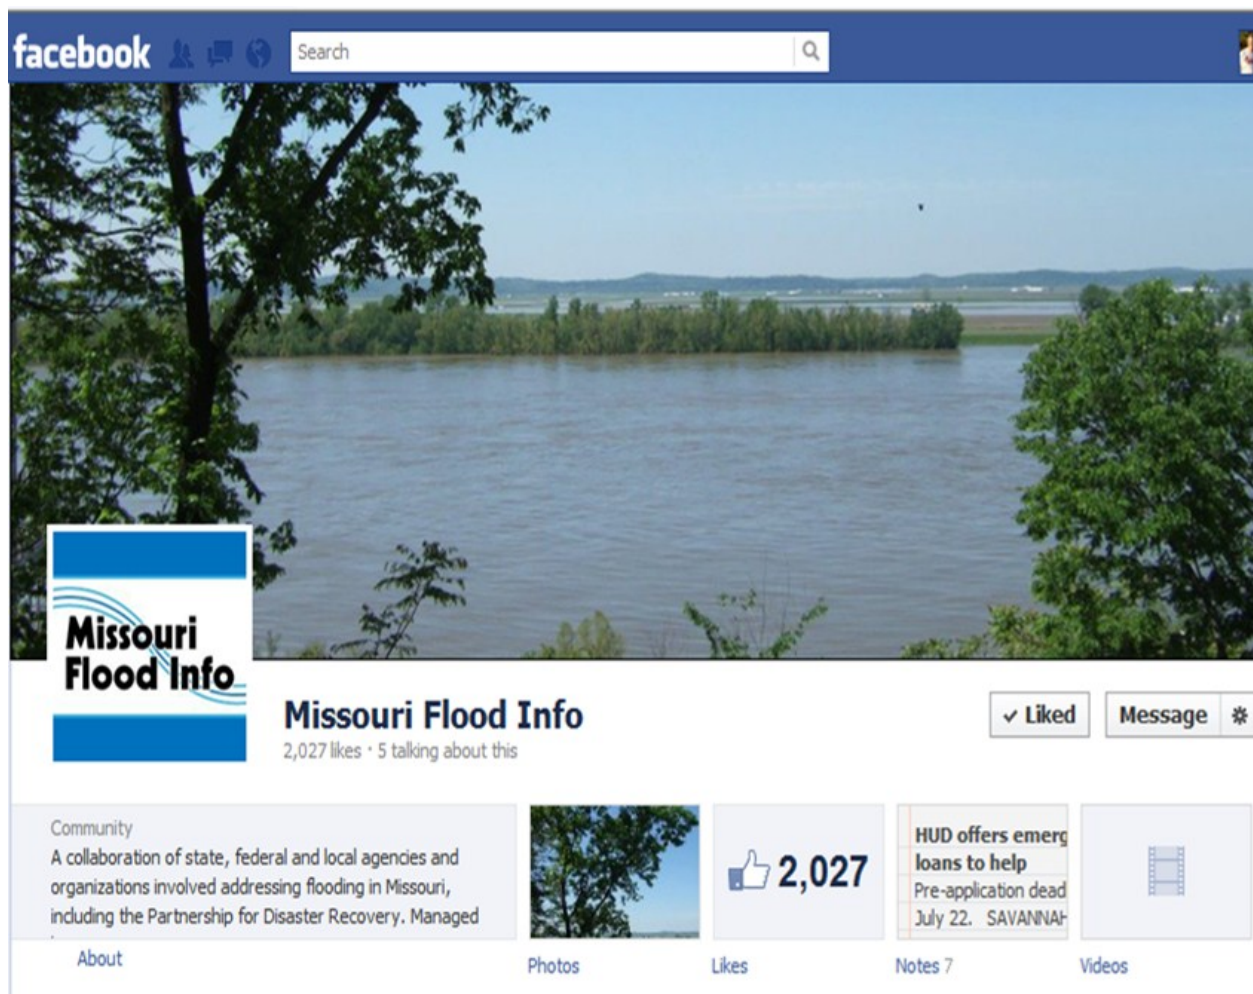 facebook
Search
Missouri
Flood Info
Missouri Flood Info
2,027 likes · 5 talking about this
✓ Liked
Message
Community
A collaboration of state, federal and local agencies and
organizations involved addressing flooding in Missouri,
including the Partnership for Disaster Recovery. Managed
About
Photos
2,027
Likes
HUD offers emerg
loans to help
Pre-application dead
July 22. SAVANNAH
Notes 7
Videos